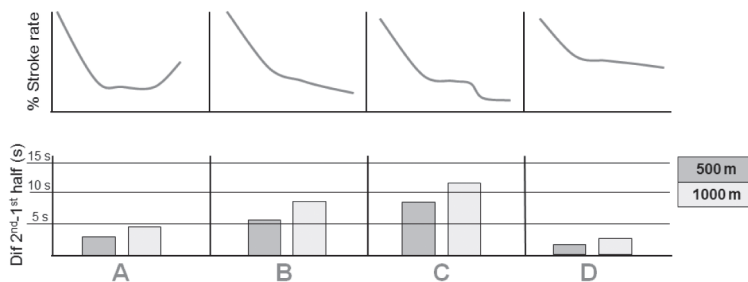 % Stroke rate
Dif 2nd-1st half (s)
15 s
10 s
5 s
500 m
1000 m
A
B
C
D